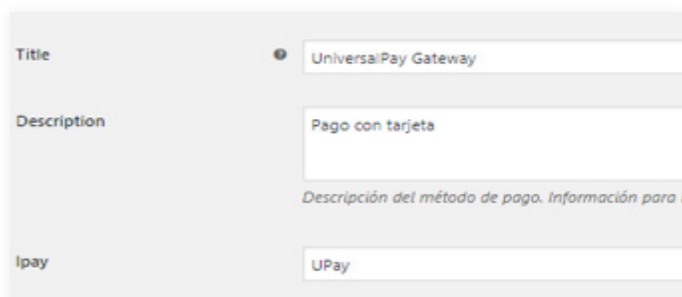 Title
UniversalPay Gateway
Description
Pago con tarjeta
Descripción del método de pago. Información para
Ipay
UPay